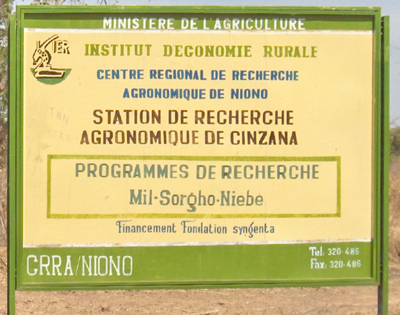 MINISTERE DE L'AGRICULTURE
IER
INSTITUT DECONOMIE RURALE
CENTRE REGIONAL DE RECHERCHE
AGRONOMIQUE DE NIONO
STATION DE RECHERCHE
AGRONOMIQUE DE CINZANA
PROGRAMMES DE RECHERCHE
Mil-Sorgho-Niebe
Financement Fondation syngenta
CRRA/NIONO
Tel: 320-486
Fax: 320-486